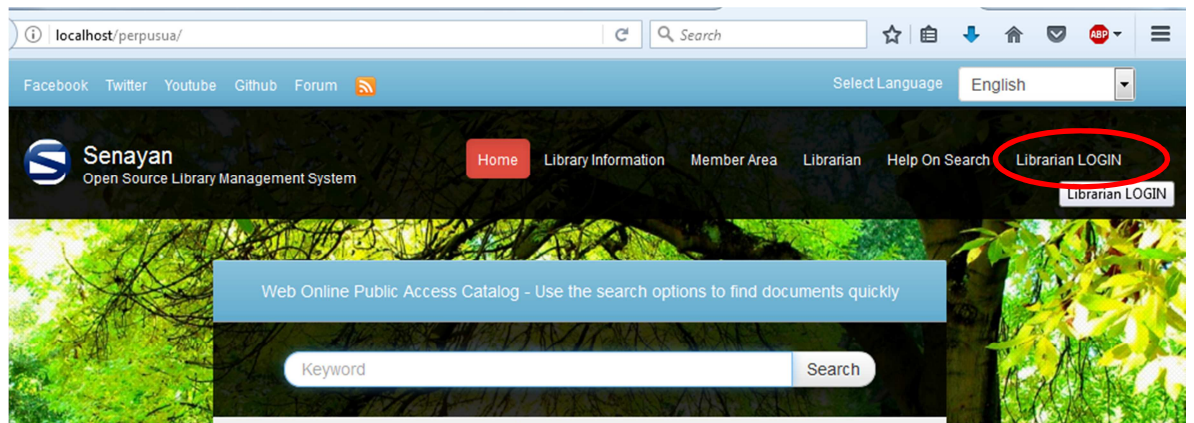 localhost/perpusua/ Search ABP
Facebook Twitter Youtube Github Forum Select Language English
Senayan
Open Source Library Management System
Home Library Information Member Area Librarian Help On Search Librarian LOGIN
Librarian LOGIN
Web Online Public Access Catalog - Use the search options to find documents quickly
Keyword Search